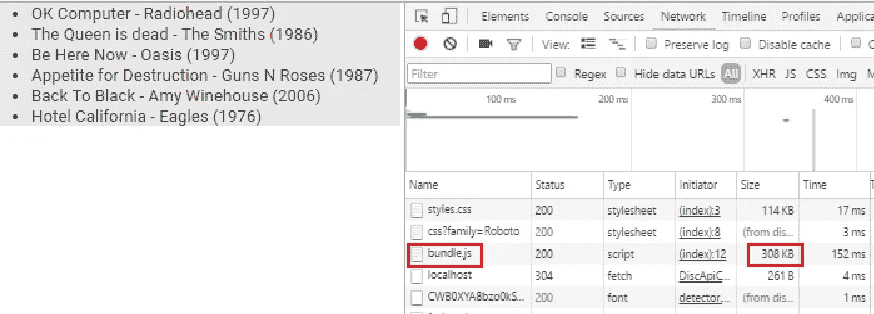 OK Computer - Radiohead (1997)
The Queen is dead - The Smiths (1986)
Be Here Now - Oasis (1997)
Appetite for Destruction - Guns N Roses (1987)
Back To Black - Amy Winehouse (2006)
Hotel California - Eagles (1976)
Elements Console Sources Network Timeline Profiles Applica
View: Preserve log Disable cache
Filter Regex Hide data URLs All XHR JS CSS Img M
100 ms 200 ms 300 ms 400 ms
Name Status Type Initiator Size Time
styles.css 200 stylesheet (index):3 114 KB 17 ms
css?family=Roboto 200 stylesheet (index):8 (from dis... 3 ms
bundle.js 200 script (index):12 308 KB 152 ms
localhost 304 fetch DiscApiC... 261 B 4 ms
200 font detector... (from dis... 1 ms